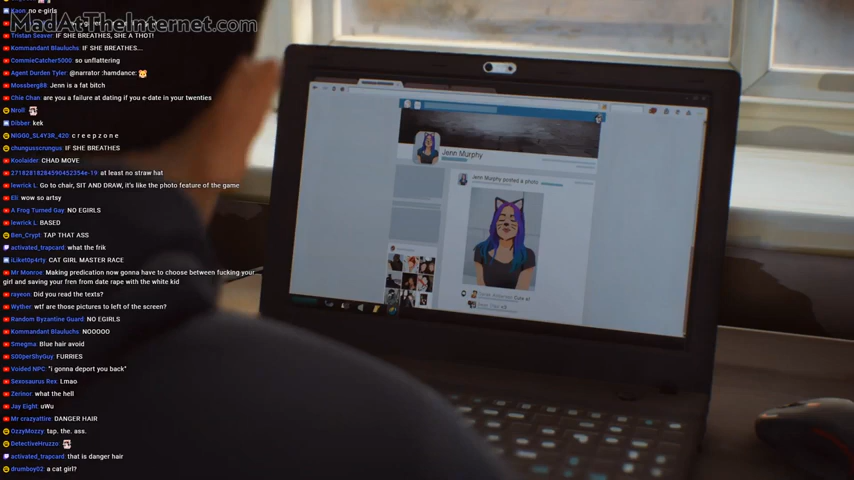 Kaon: no e-girls
MadAtTheInternet.com
Tristan Seaver: IF SHE BREATHES, SHE A THOT!
Kommandant Blauluchs: IF SHE BREATHES...
CommieCatcher5000: so unflattering
Agent Durden Tyler: @narrator :hamdance:
Mossberg88: Jenn is a fat bitch
Chie Chan: are you a failure at dating if you e-date in your twenties
Nroll:
Dibber: kek
NIGG0_SL4Y3R_420: c r e e p z o n e
chungusscrungus: IF SHE BREATHES
Koolaider: CHAD MOVE
27182818284590452354e-19: at least no straw hat
lewrick L: Go to chair, SIT AND DRAW, it's like the photo feature of the game
Eli: wow so artsy
A Frog Turned Gay: NO EGIRLS
lewrick L: BASED
Ben_Crypt: TAP THAT ASS
activated_trapcard: what the frik
iLiket0p4rty: CAT GIRL MASTER RACE
Mr Monroe: Making predication now gonna have to choose between fucking your
girl and saving your fren from date rape with the white kid
rayeon: Did you read the texts?
Wyther: wtf are those pictures to left of the screen?
Random Byzantine Guard: NO EGIRLS
Kommandant Blauluchs: NOOOOO
Smegma: Blue hair avoid
S00perShyGuy: FURRIES
Voided NPC: "i gonna deport you back"
Sexosaurus Rex: Lmao
Zerinor: what the hell
Jay Eight: uWu
Mr crazyattire: DANGER HAIR
OzzyMozzy: tap. the. ass.
DetectiveHruzzo:
activated_trapcard: that is danger hair
drumboy02: a cat girl?
Jenn Murphy
Jenn Murphy posted a photo